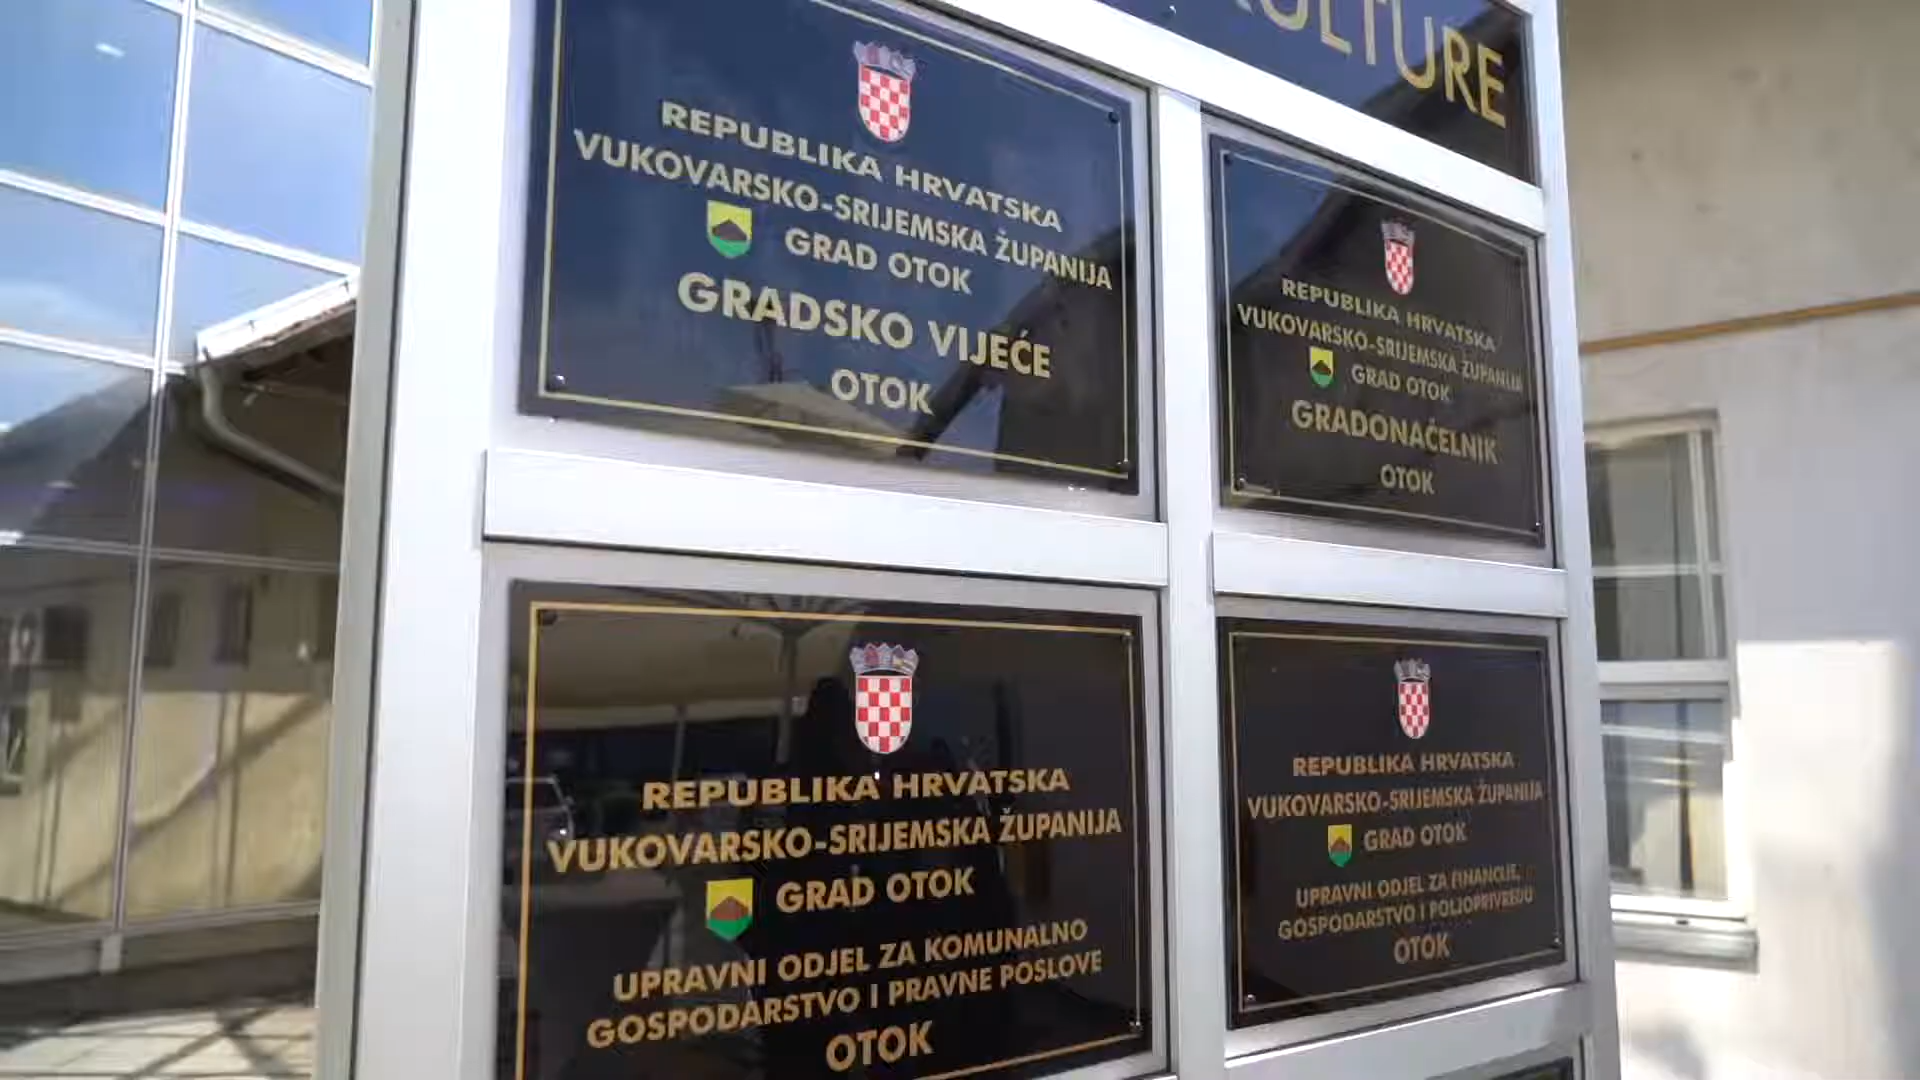 KULTURE
REPUBLIKA HRVATSKA
VUKOVARSKO-SRIJEMSKA ŽUPANIJA
GRAD OTOK
GRADSKO VIJEĆE
OTOK
REPUBLIKA HRVATSKA
VUKOVARSKO-SRIJEMSKA ŽUPANIJA
GRAD OTOK
GRADONAČELNIK
OTOK
REPUBLIKA HRVATSKA
VUKOVARSKO-SRIJEMSKA ŽUPANIJA
GRAD OTOK
UPRAVNI ODJEL ZA KOMUNALNO
GOSPODARSTVO I PRAVNE POSLOVE
OTOK
REPUBLIKA HRVATSKA
VUKOVARSKO-SRIJEMSKA ŽUPANIJA
GRAD OTOK
UPRAVNI ODJEL ZA FINANCIJE,
GOSPODARSTVO I POLJOPRIVREDU
OTOK